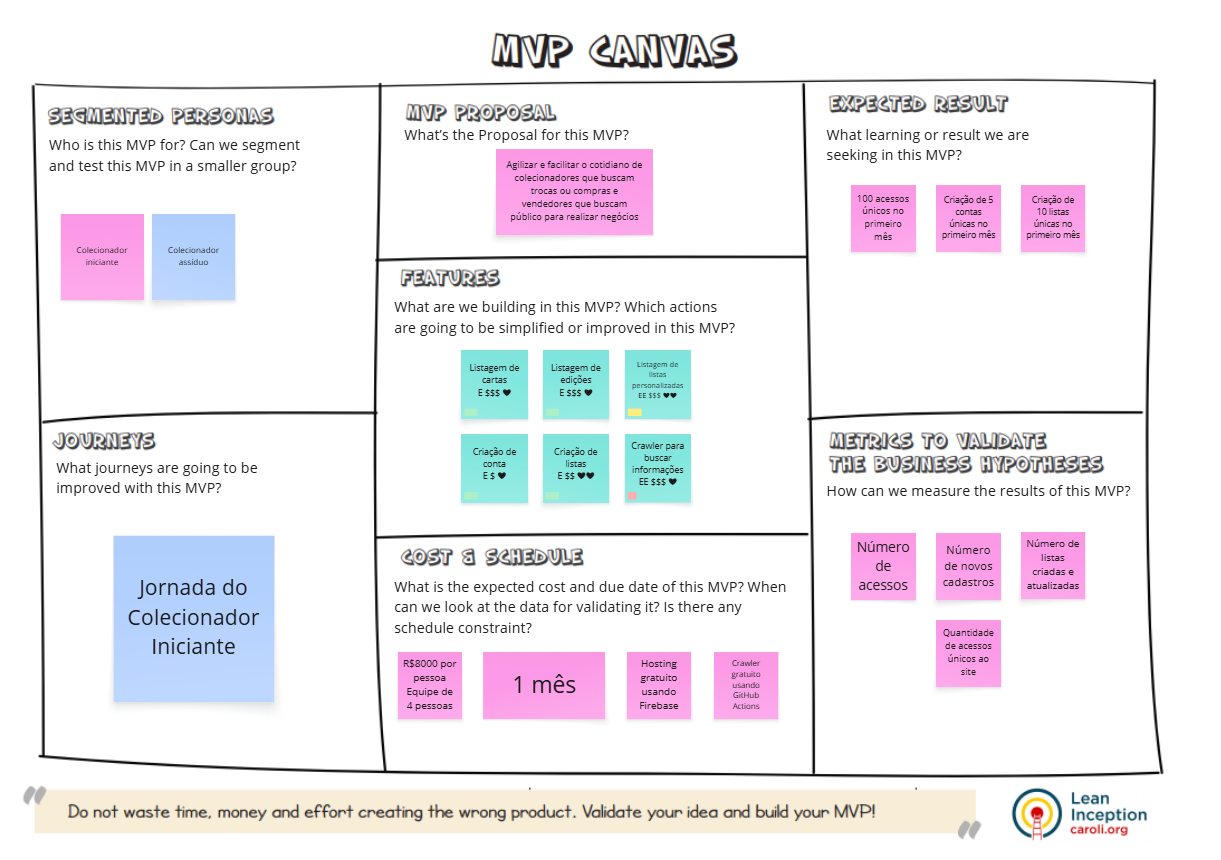 MVP CANVAS
SEGMENTED PERSONAS
Who is this MVP for? Can we segment
and test this MVP in a smaller group?
Colecionador
iniciante
Colecionador
assíduo
MVP PROPOSAL
What's the Proposal for this MVP?
Agilizar e facilitar o cotidiano de
colecionadores que buscam
trocas ou compras e
vendedores que buscam
público para realizar negócios
EXPECTED RESULT
What learning or result we are
seeking in this MVP?
100 acessos
únicos no
primeiro
mês
Criação de 5
contas
únicas no
primeiro mês
Criação de
10 listas
únicas no
primeiro mês
FEATURES
What are we building in this MVP? Which actions
are going to be simplified or improved in this MVP?
Listagem de
cartas
E $$$ ♥
Listagem de
edições
E $$$ ♥
Listagem de
listas
personalizadas
EE $$$ ♥♥
Criação de
conta
E $ ♥
Criação de
listas
E $$ ♥♥
Crawler para
buscar
informações
EE $$$ ♥
JOURNEYS
What journeys are going to be
improved with this MVP?
Jornada do
Colecionador
Iniciante
COST & SCHEDULE
What is the expected cost and due date of this MVP? When
can we look at the data for validating it? Is there any
schedule constraint?
R$8000 por
pessoa
Equipe de
4 pessoas
1 mês
Hosting
gratuito
usando
Firebase
Crawler
gratuito
usando
GitHub
Actions
METRICS TO VALIDATE
THE BUSINESS HYPOTHESES
How can we measure the results of this MVP?
Número
de
acessos
Número
de novos
cadastros
Número de
listas
criadas e
atualizadas
Quantidade
de acessos
únicos ao
site
" Do not waste time, money and effort creating the wrong product. Validate your idea and build your MVP! "
Lean
Inception
caroli.org